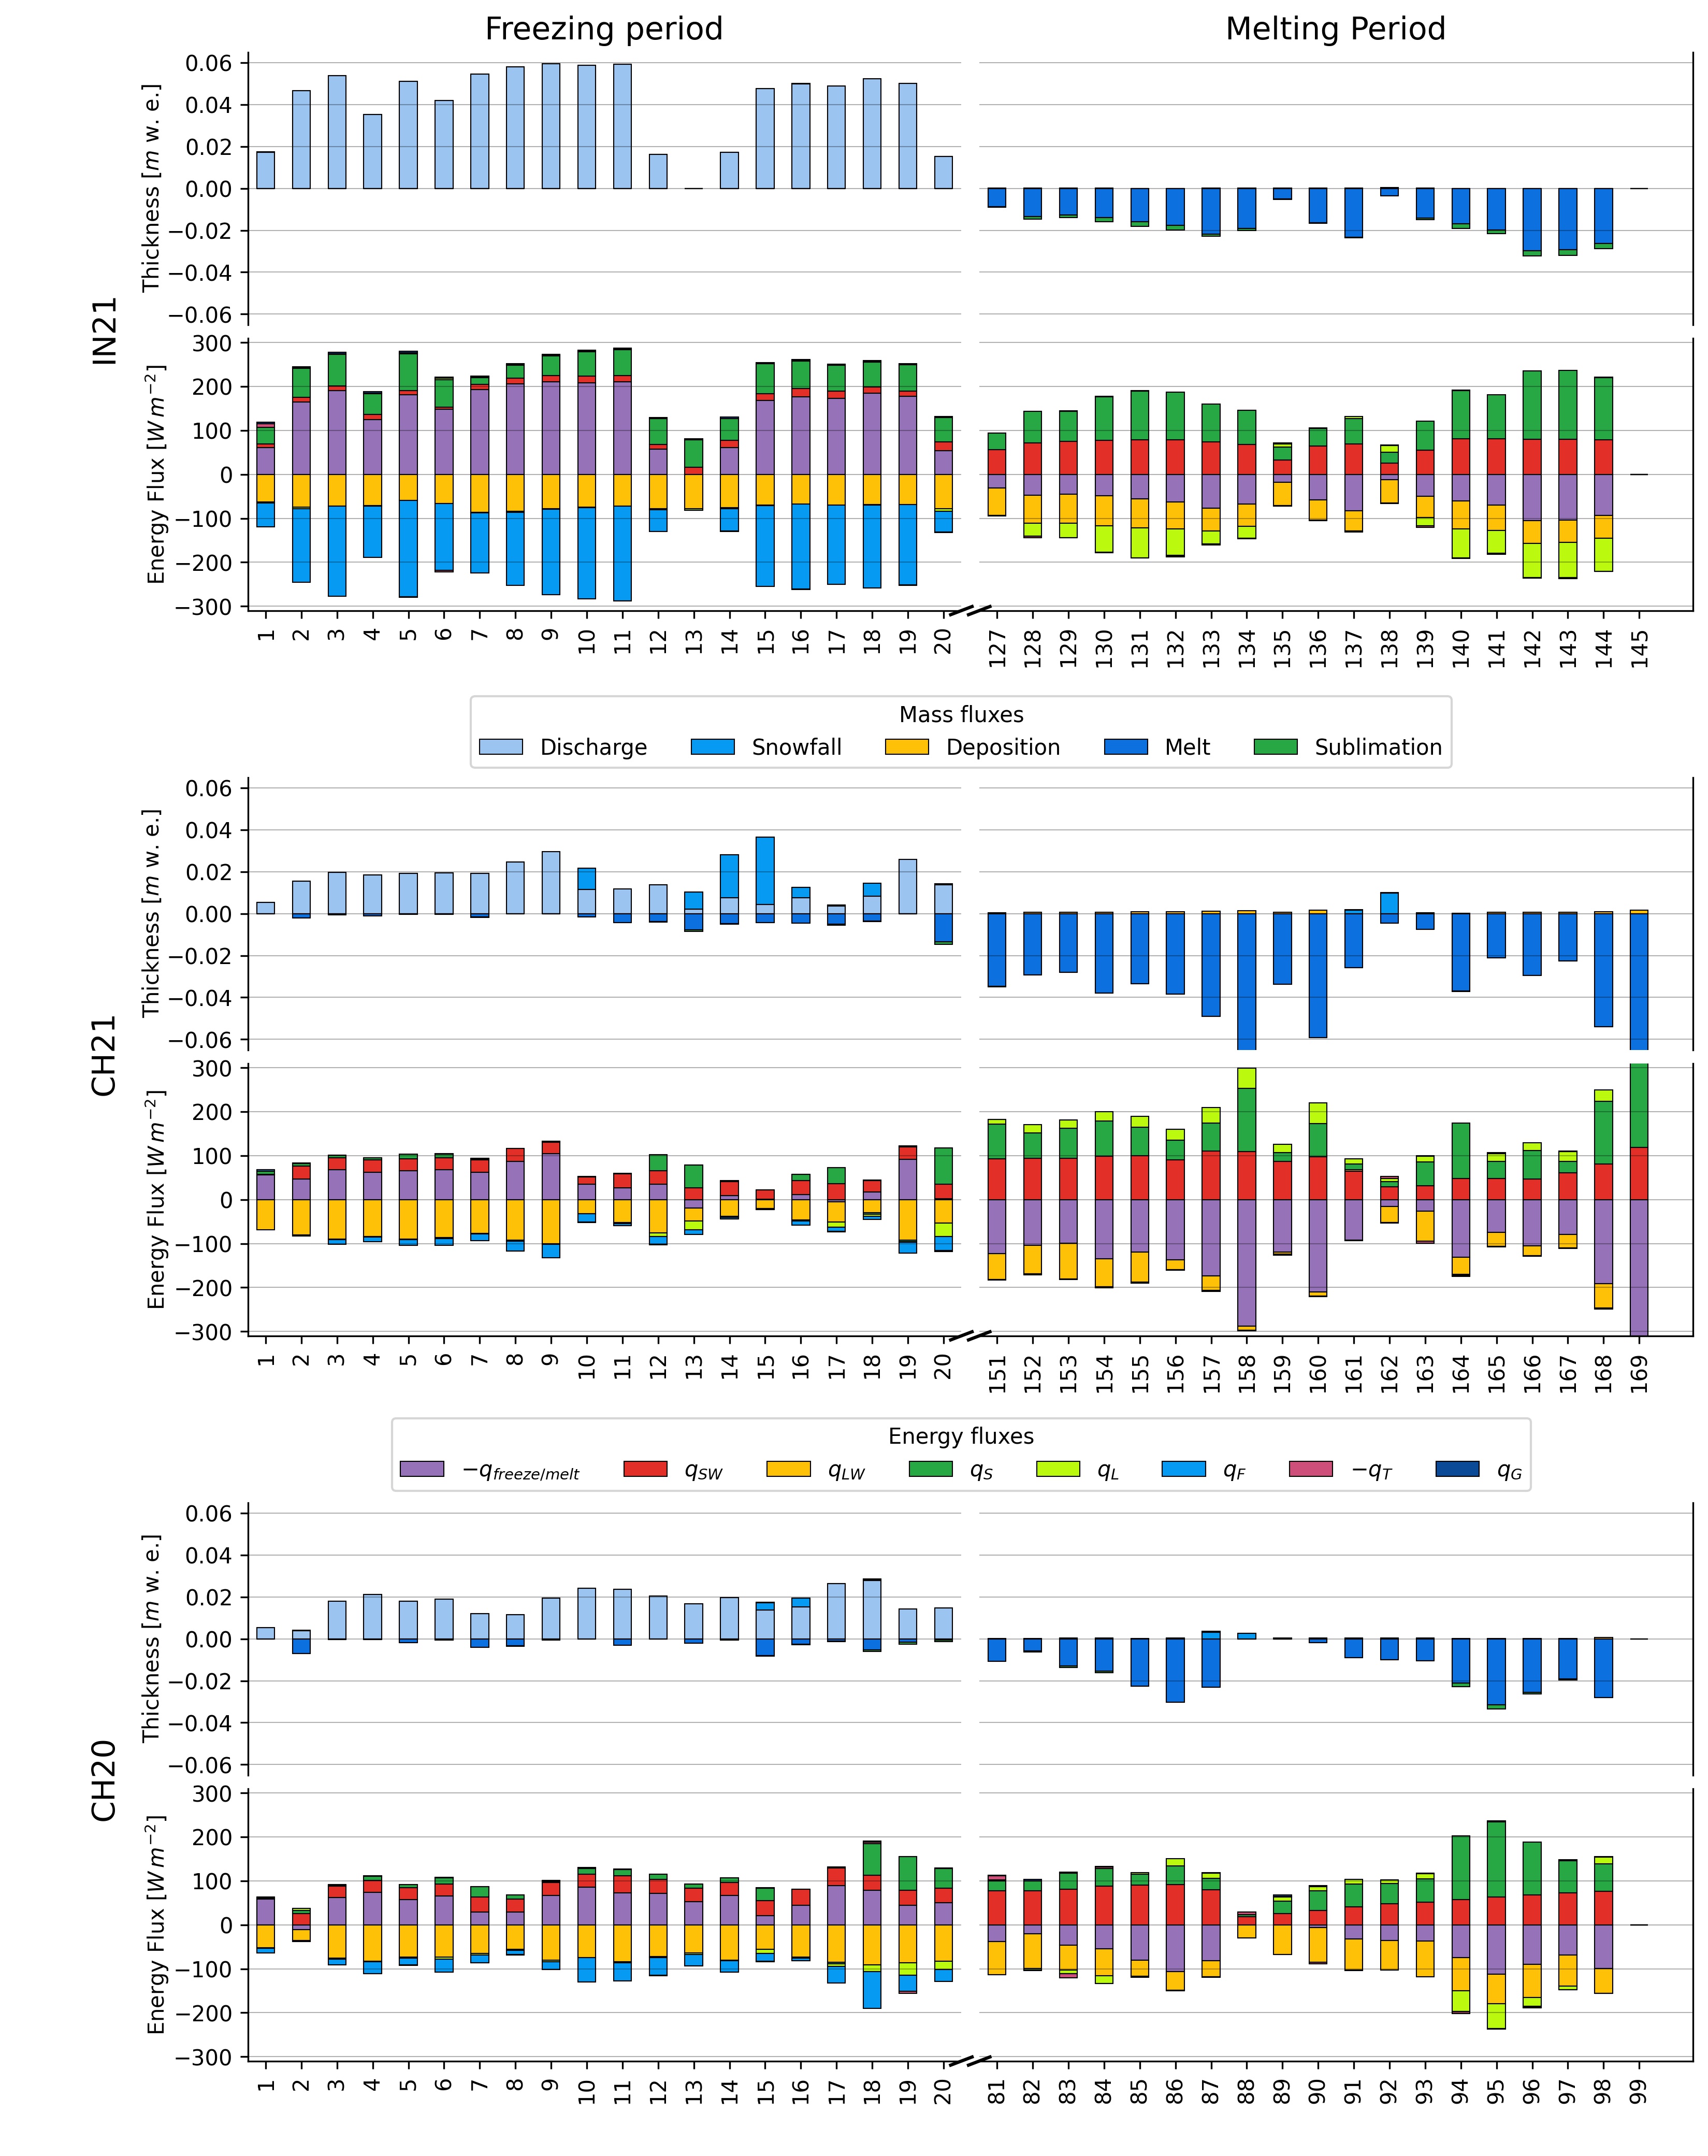 Freezing period
Melting Period
IN21
Thickness [m w. e.]
0.06
0.04
0.02
0.00
−0.02
−0.04
−0.06
Energy Flux [W m⁻²]
300
200
100
0
−100
−200
−300
1 2 3 4 5 6 7 8 9 10 11 12 13 14 15 16 17 18 19 20
127 128 129 130 131 132 133 134 135 136 137 138 139 140 141 142 143 144 145
Mass fluxes
Discharge Snowfall Deposition Melt Sublimation
CH21
Thickness [m w. e.]
0.06
0.04
0.02
0.00
−0.02
−0.04
−0.06
Energy Flux [W m⁻²]
300
200
100
0
−100
−200
−300
1 2 3 4 5 6 7 8 9 10 11 12 13 14 15 16 17 18 19 20
151 152 153 154 155 156 157 158 159 160 161 162 163 164 165 166 167 168 169
Energy fluxes
−q_freeze/melt q_SW q_LW q_S q_L q_F −q_T q_G
CH20
Thickness [m w. e.]
0.06
0.04
0.02
0.00
−0.02
−0.04
−0.06
Energy Flux [W m⁻²]
300
200
100
0
−100
−200
−300
1 2 3 4 5 6 7 8 9 10 11 12 13 14 15 16 17 18 19 20
81 82 83 84 85 86 87 88 89 90 91 92 93 94 95 96 97 98 99